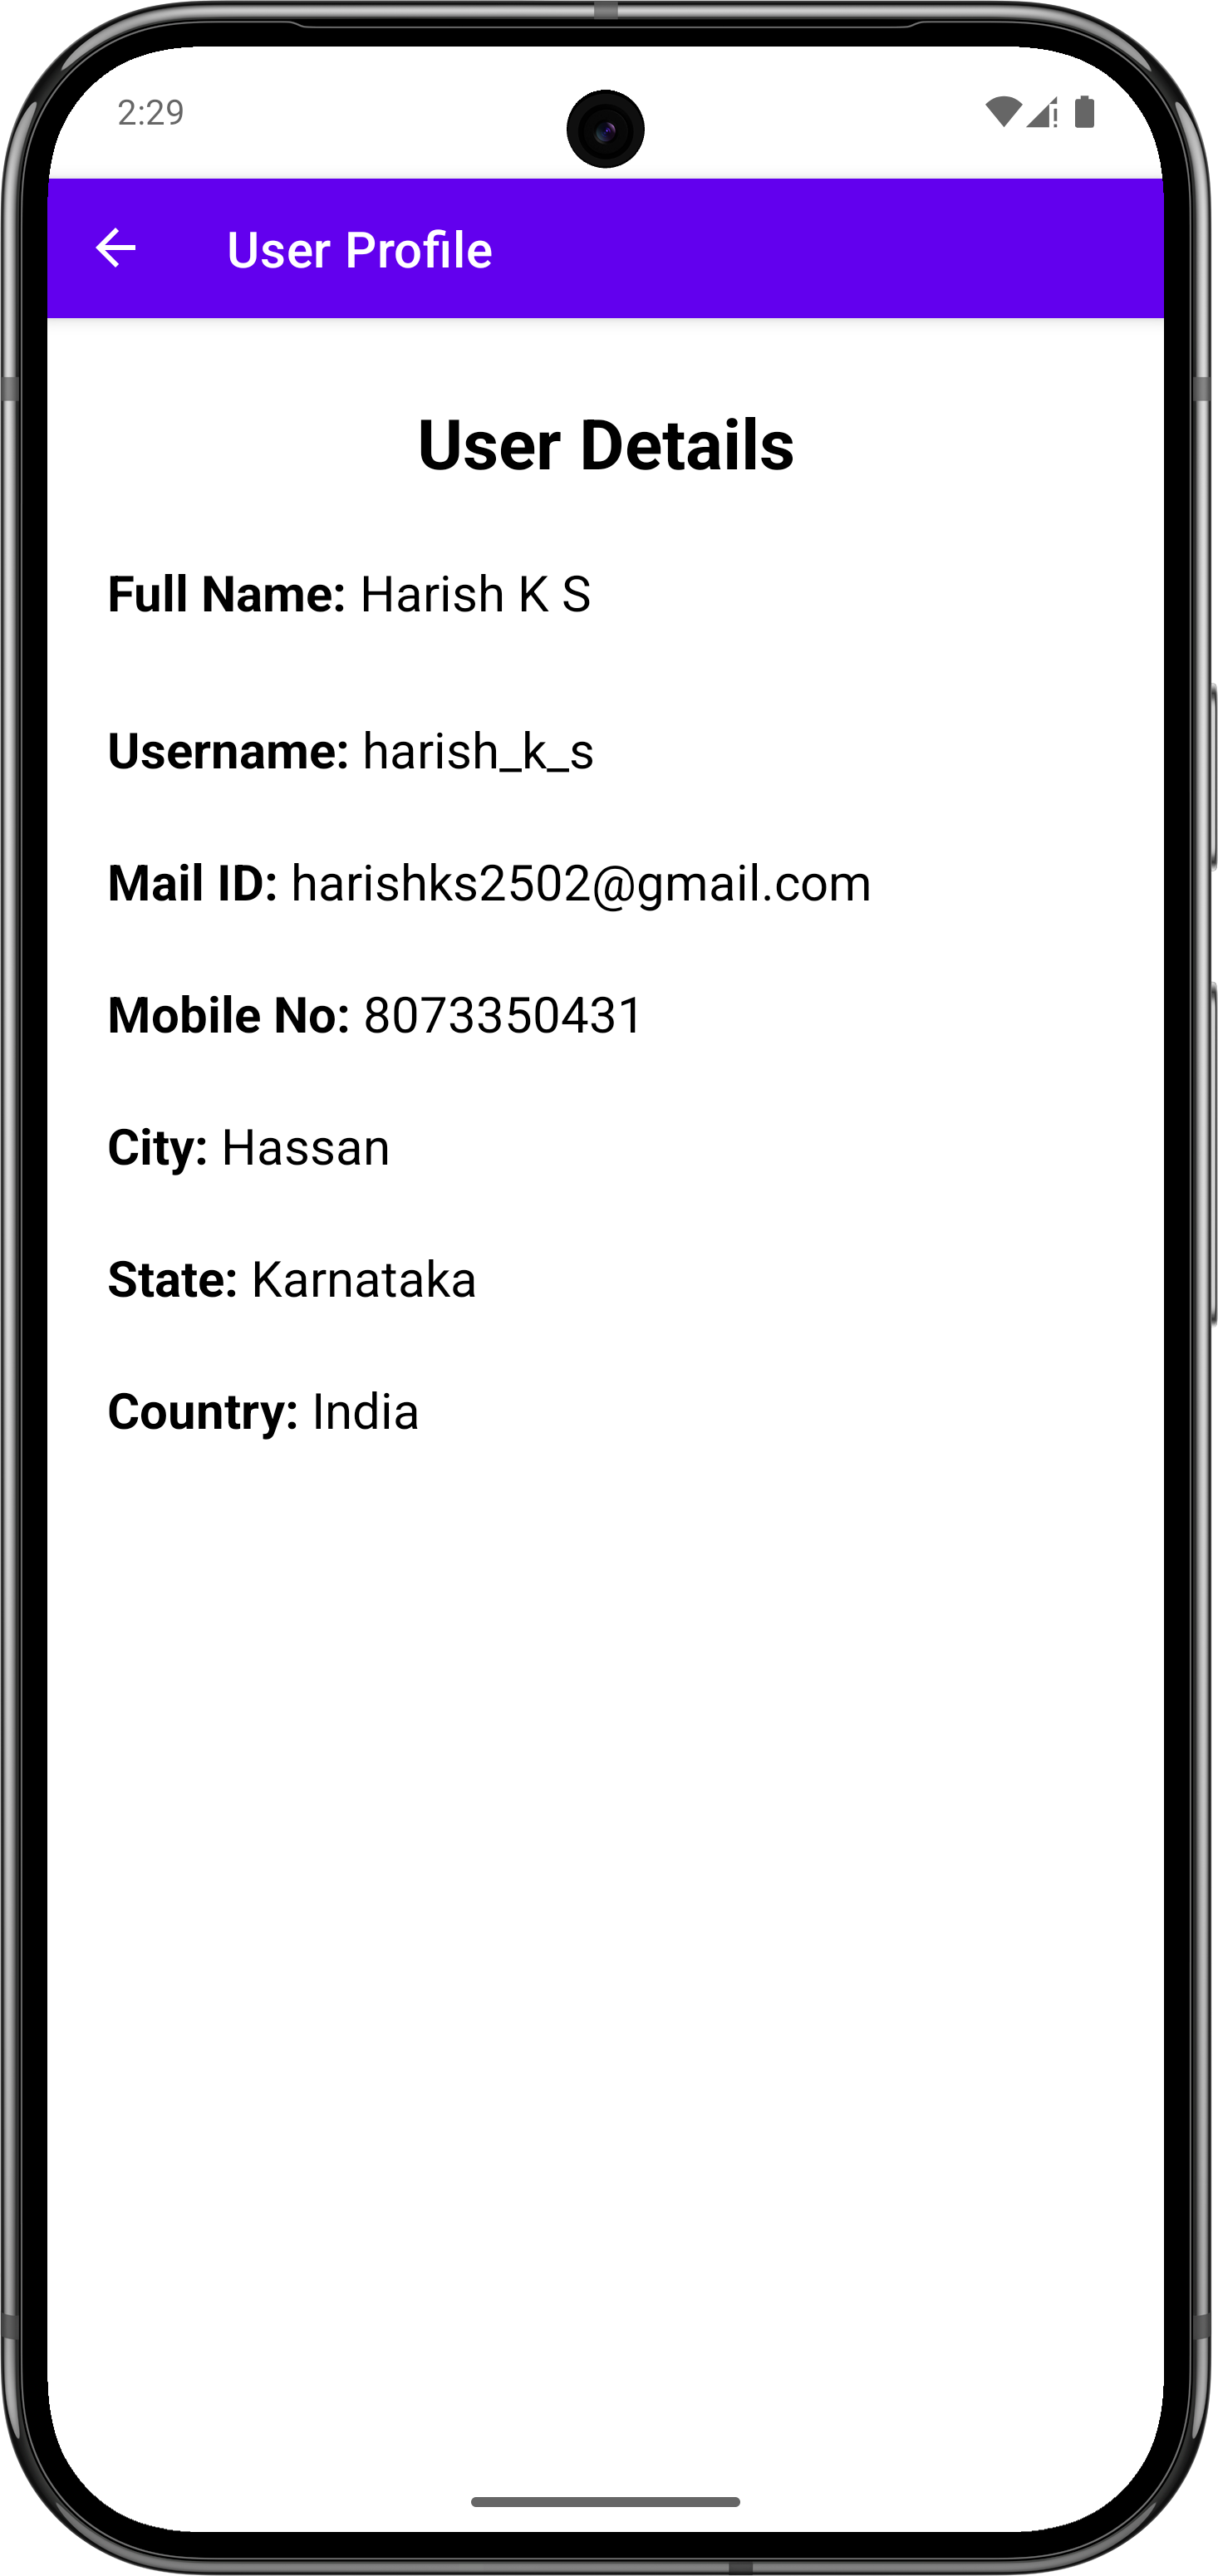 2:29
User Profile
User Details
Full Name: Harish K S
Username: harish_k_s
Mail ID: harishks2502@gmail.com
Mobile No: 8073350431
City: Hassan
State: Karnataka
Country: India